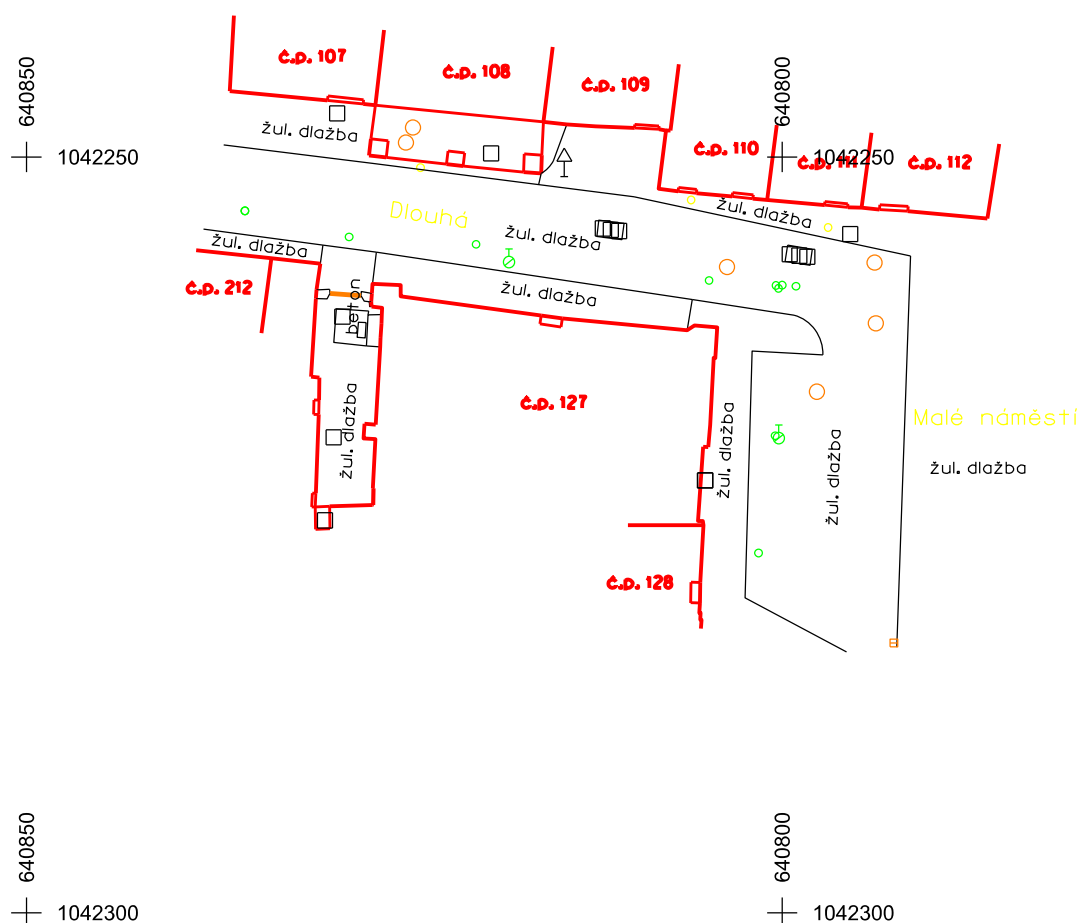 640850
640800
č.p. 107
č.p. 108
č.p. 109
žul. dlažba
1042250
č.p. 110
1042250
č.p. 111
č.p. 112
Dlouhá
žul. dlažba
žul. dlažba
žul. dlažba
č.p. 212
žul. dlažba
beton
č.p. 127
žul. dlažba
žul. dlažba
žul. dlažba
Malé náměstí
žul. dlažba
č.p. 128
640850
640800
1042300
1042300